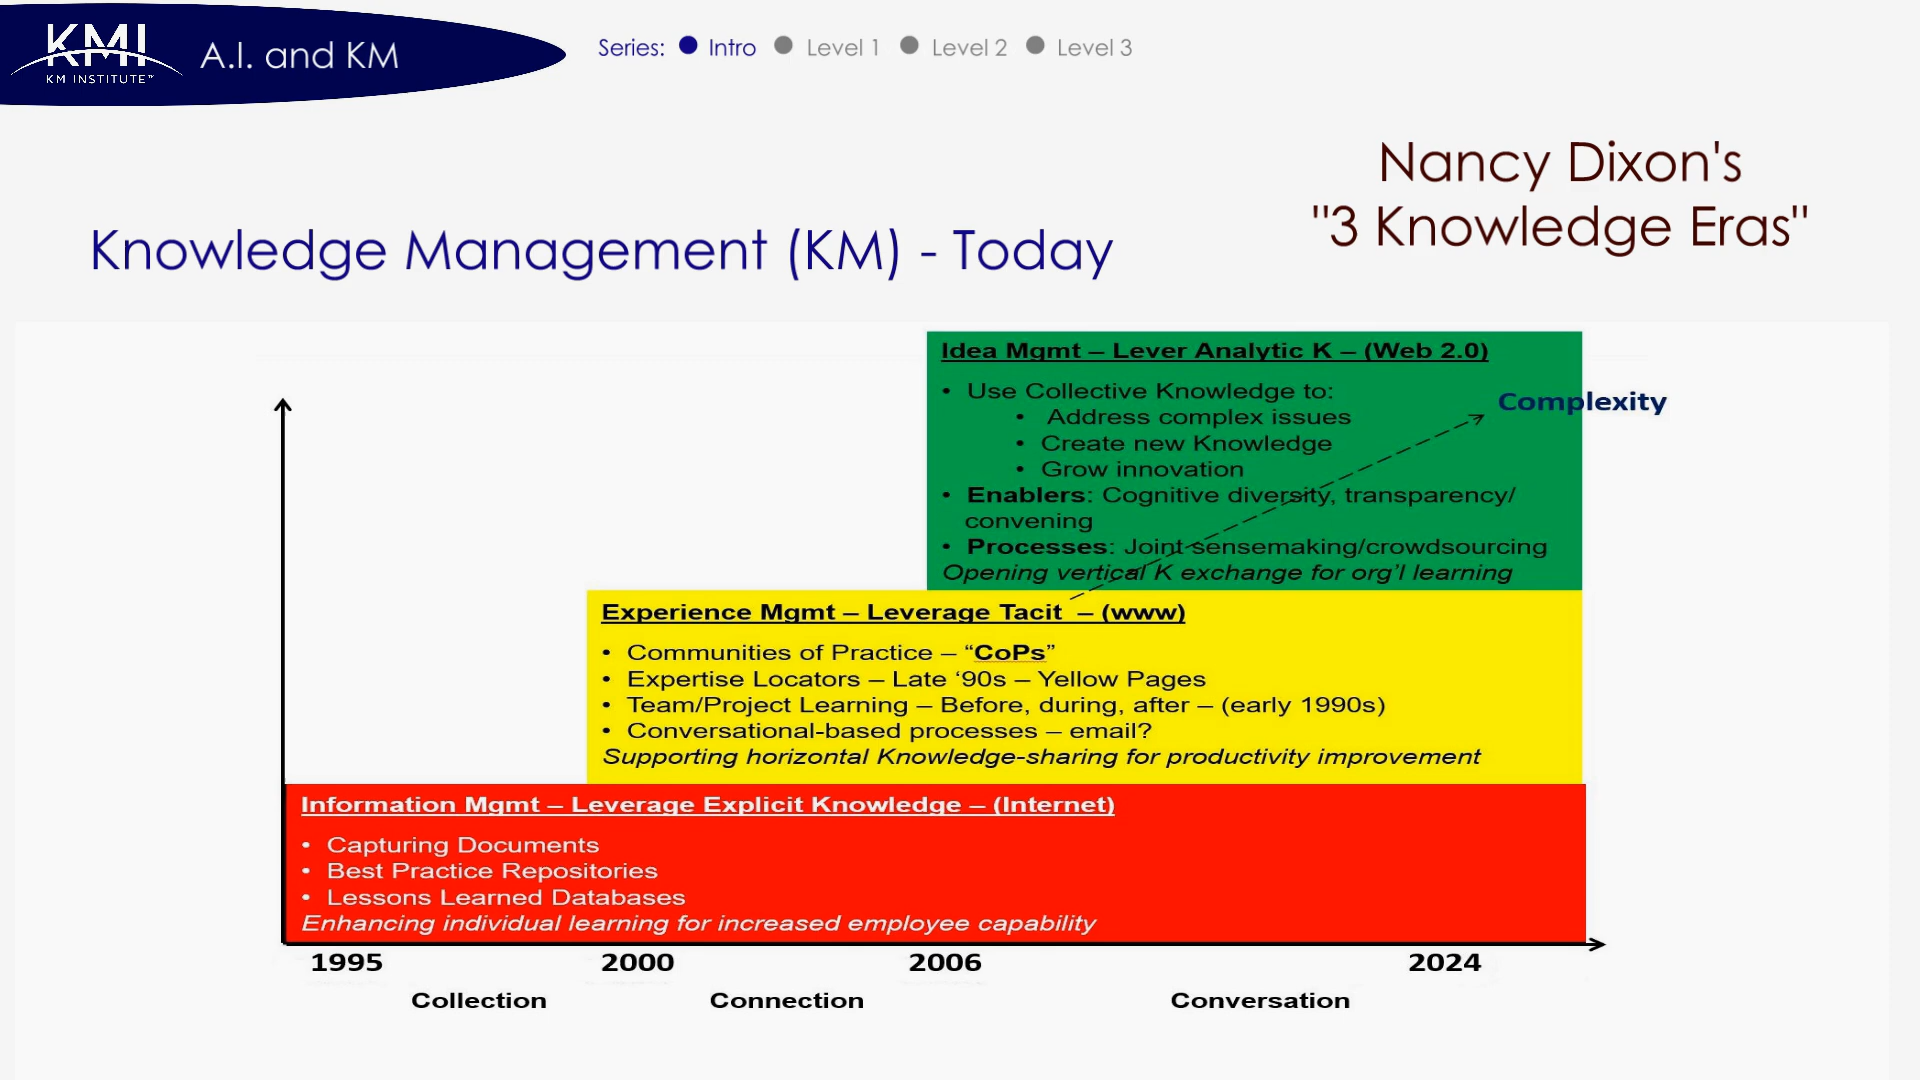 KMI
KM INSTITUTE™
A.I. and KM
Series: Intro Level 1 Level 2 Level 3
Nancy Dixon's
"3 Knowledge Eras"
Knowledge Management (KM) - Today
Idea Mgmt – Lever Analytic K – (Web 2.0)
• Use Collective Knowledge to:
• Address complex issues
• Create new Knowledge
• Grow innovation
• Enablers: Cognitive diversity, transparency/
convening
• Processes: Joint sensemaking/crowdsourcing
Opening vertical K exchange for org’l learning
Complexity
Experience Mgmt – Leverage Tacit – (www)
• Communities of Practice – “CoPs”
• Expertise Locators – Late ‘90s – Yellow Pages
• Team/Project Learning – Before, during, after – (early 1990s)
• Conversational-based processes – email?
Supporting horizontal Knowledge-sharing for productivity improvement
Information Mgmt – Leverage Explicit Knowledge – (Internet)
• Capturing Documents
• Best Practice Repositories
• Lessons Learned Databases
Enhancing individual learning for increased employee capability
1995 2000 2006 2024
Collection Connection Conversation